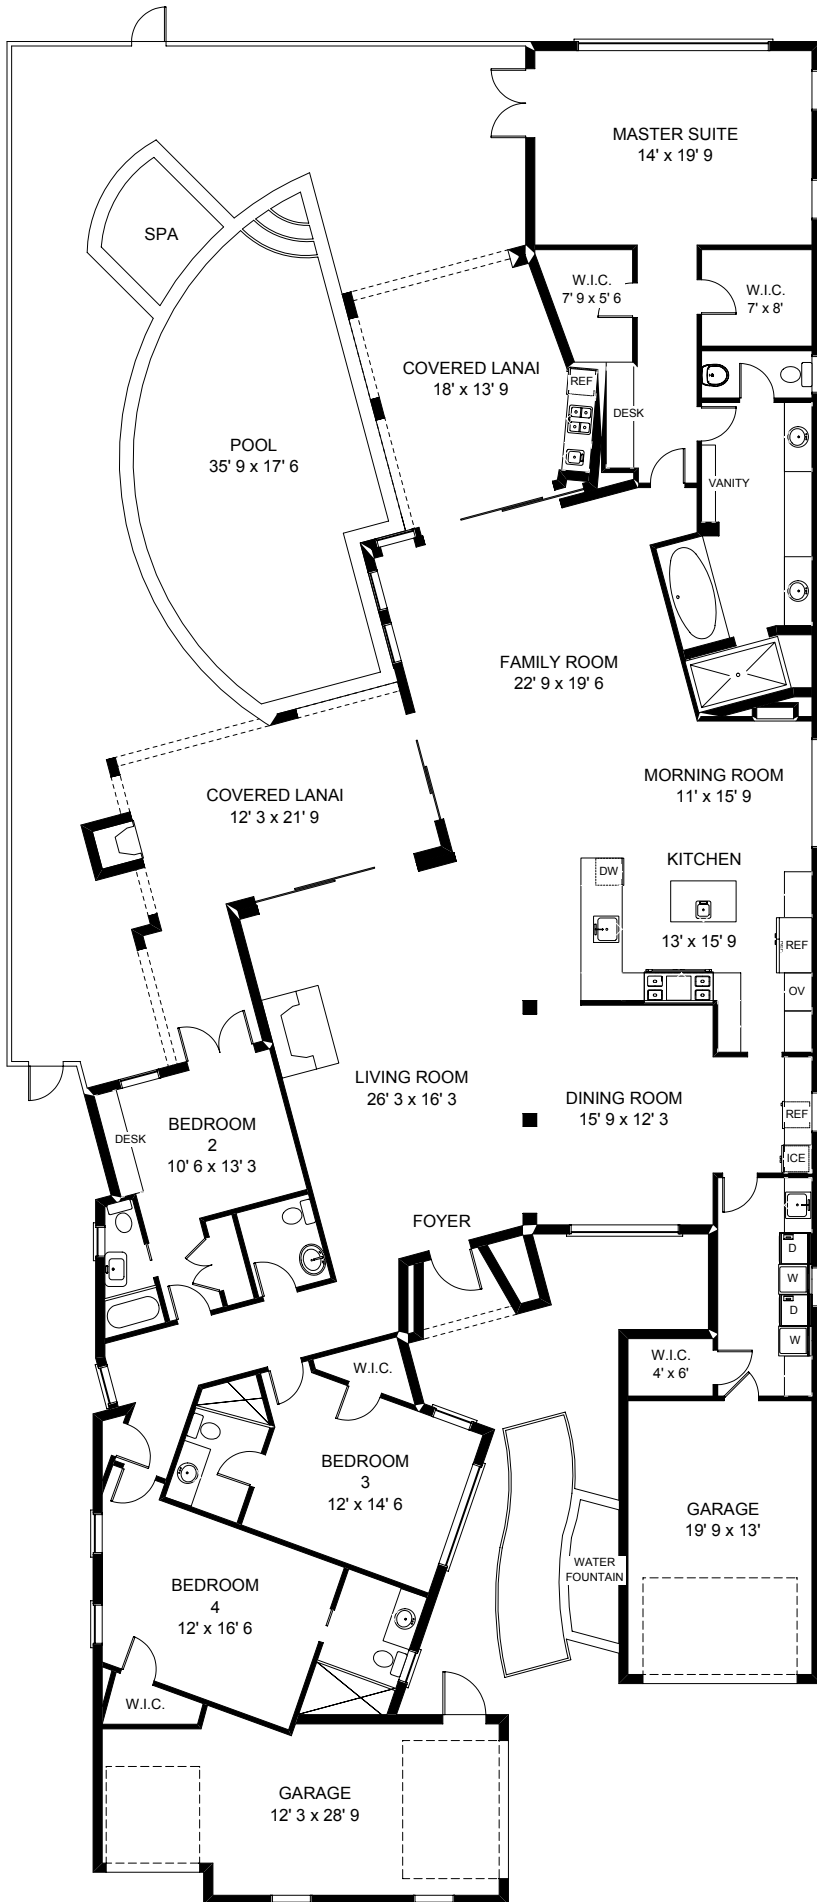 MASTER SUITE
14' x 19' 9
SPA
W.I.C.
7' 9 x 5' 6
W.I.C.
7' x 8'
COVERED LANAI
18' x 13' 9
REF
DESK
POOL
35' 9 x 17' 6
VANITY
FAMILY ROOM
22' 9 x 19' 6
MORNING ROOM
11' x 15' 9
COVERED LANAI
12' 3 x 21' 9
KITCHEN
DW
13' x 15' 9
REF
OV
LIVING ROOM
26' 3 x 16' 3
DINING ROOM
15' 9 x 12' 3
REF
BEDROOM
2
10' 6 x 13' 3
DESK
ICE
FOYER
D
W
D
W
W.I.C.
4' x 6'
W.I.C.
BEDROOM
3
12' x 14' 6
GARAGE
19' 9 x 13'
WATER
FOUNTAIN
BEDROOM
4
12' x 16' 6
W.I.C.
GARAGE
12' 3 x 28' 9